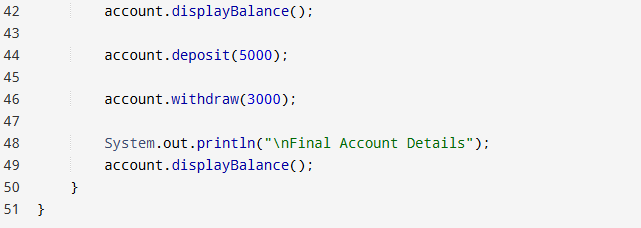 42 account.displayBalance();
43
44 account.deposit(5000);
45
46 account.withdraw(3000);
47
48 System.out.println("\nFinal Account Details");
49 account.displayBalance();
50 }
51 }